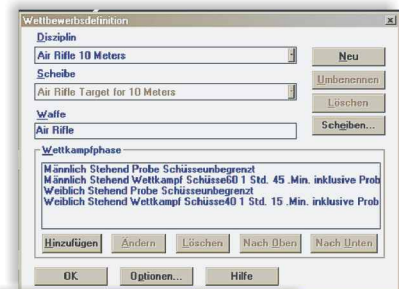 Wettbewerbsdefinition
Disziplin
Air Rifle 10 Meters
Neu
Scheibe
Umbenennen
Air Rifle Target for 10 Meters
Löschen
Waffe
Air Rifle
Scheiben...
Wettkampfphase
Männlich Stehend Probe Schüsseunbegrenzt
Männlich Stehend Wettkampf Schüsse60 1 Std. 45 .Min. inklusive Prob
Weiblich Stehend Probe Schüsseunbegrenzt
Weiblich Stehend Wettkampf Schüsse40 1 Std. 15 .Min. inklusive Prob
Hinzufügen Ändern Löschen Nach Oben Nach Unten
OK Optionen... Hilfe